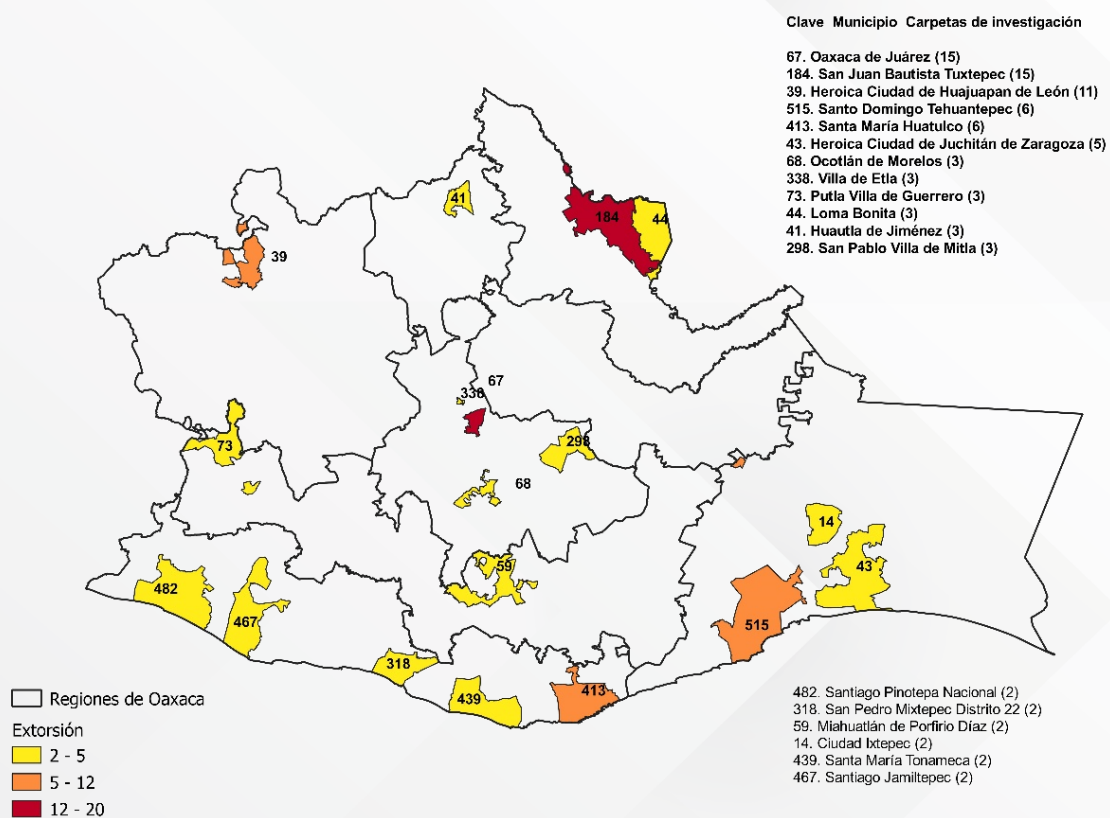 Clave Municipio Carpetas de investigación
67. Oaxaca de Juárez (15)
184. San Juan Bautista Tuxtepec (15)
39. Heroica Ciudad de Huajuapan de León (11)
515. Santo Domingo Tehuantepec (6)
413. Santa María Huatulco (6)
43. Heroica Ciudad de Juchitán de Zaragoza (5)
68. Ocotlán de Morelos (3)
338. Villa de Etla (3)
73. Putla Villa de Guerrero (3)
44. Loma Bonita (3)
41. Huautla de Jiménez (3)
298. San Pablo Villa de Mitla (3)
41
184
44
39
67
338
73
298
68
14
59
43
482
467
515
318
413
439
Regiones de Oaxaca
Extorsión
2 - 5
5 - 12
12 - 20
482. Santiago Pinotepa Nacional (2)
318. San Pedro Mixtepec Distrito 22 (2)
59. Miahuatlán de Porfirio Díaz (2)
14. Ciudad Ixtepec (2)
439. Santa María Tonameca (2)
467. Santiago Jamiltepec (2)